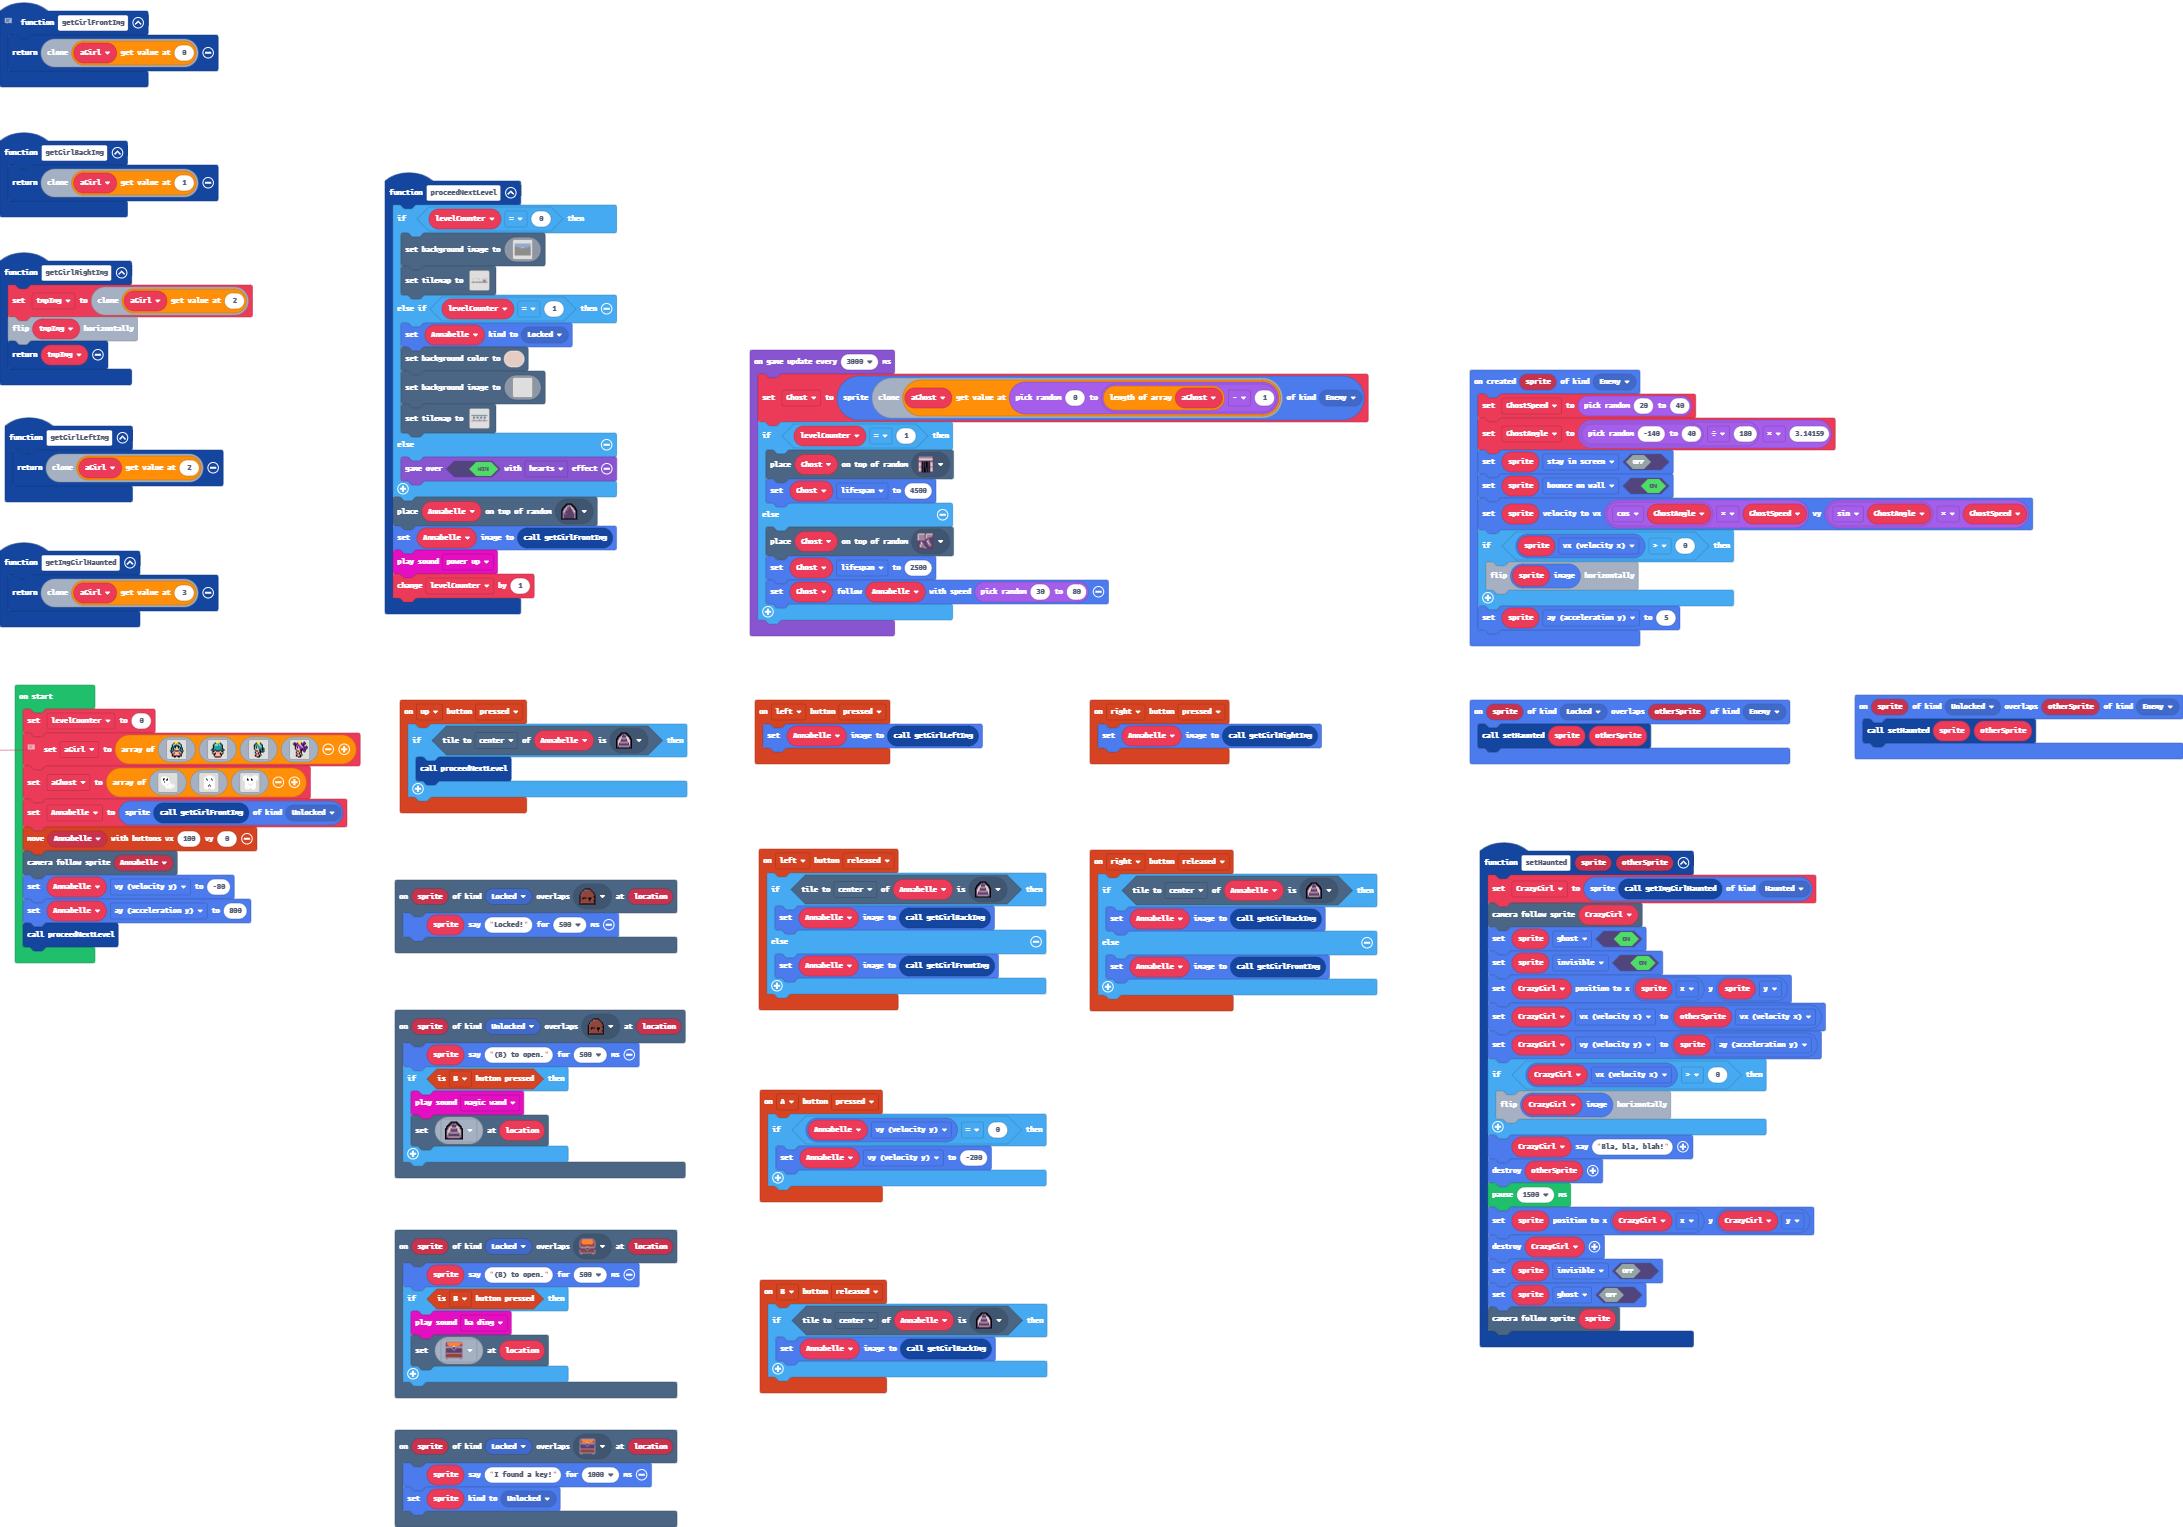 function getGirlFrontImg
return clone aGirl get value at 0
function getGirlBackImg
return clone aGirl get value at 1
function getGirlRightImg
set tmpImg to clone aGirl get value at 2
flip tmpImg horizontally
return tmpImg
function getGirlLeftImg
return clone aGirl get value at 2
function getImgGirlHaunted
return clone aGirl get value at 3
function proceedNextLevel
if levelCounter = 0 then
set background image to
set tilemap to
else if levelCounter = 1 then
set Annabelle kind to Locked
set background color to
set background image to
set tilemap to
else
game over WIN with hearts effect
place Annabelle on top of random
set Annabelle image to call getGirlFrontImg
play sound power up
change levelCounter by 1
on game update every 3000 ms
set Ghost to sprite clone aGhost get value at pick random 0 to length of array aGhost - 1 of kind Enemy
if levelCounter = 1 then
place Ghost on top of random
set Ghost lifespan to 4500
else
place Ghost on top of random
set Ghost lifespan to 2500
set Ghost follow Annabelle with speed pick random 30 to 80
on created sprite of kind Enemy
set GhostSpeed to pick random 20 to 40
set GhostAngle to pick random -140 to 40 ÷ 180 × 3.14159
set sprite stay in screen OFF
set sprite bounce on wall ON
set sprite velocity to vx cos GhostAngle × GhostSpeed vy sin GhostAngle × GhostSpeed
if sprite vx (velocity x) > 0 then
flip sprite image horizontally
set sprite ay (acceleration y) to 5
on start
set levelCounter to 0
set aGirl to array of
set aGhost to array of
set Annabelle to sprite call getGirlFrontImg of kind Unlocked
move Annabelle with buttons vx 100 vy 0
camera follow sprite Annabelle
set Annabelle vy (velocity y) to -80
set Annabelle ay (acceleration y) to 800
call proceedNextLevel
on up button pressed
if tile to center of Annabelle is then
call proceedNextLevel
on sprite of kind Locked overlaps at location
sprite say "Locked!" for 500 ms
on sprite of kind Unlocked overlaps at location
sprite say "(B) to open." for 500 ms
if is B button pressed then
play sound magic wand
set at location
on sprite of kind Locked overlaps at location
sprite say "(B) to open." for 500 ms
if is B button pressed then
play sound ba ding
set at location
on sprite of kind Locked overlaps at location
sprite say "I found a key!" for 1000 ms
set sprite kind to Unlocked
on left button pressed
set Annabelle image to call getGirlLeftImg
on left button released
if tile to center of Annabelle is then
set Annabelle image to call getGirlBackImg
else
set Annabelle image to call getGirlFrontImg
on A button pressed
if Annabelle vy (velocity y) = 0 then
set Annabelle vy (velocity y) to -200
on B button released
if tile to center of Annabelle is then
set Annabelle image to call getGirlBackImg
on right button pressed
set Annabelle image to call getGirlRightImg
on right button released
if tile to center of Annabelle is then
set Annabelle image to call getGirlBackImg
else
set Annabelle image to call getGirlFrontImg
on sprite of kind Locked overlaps otherSprite of kind Enemy
call setHaunted sprite otherSprite
on sprite of kind Unlocked overlaps otherSprite of kind Enemy
call setHaunted sprite otherSprite
function setHaunted sprite otherSprite
set CrazyGirl to sprite call getImgGirlHaunted of kind Haunted
camera follow sprite CrazyGirl
set sprite ghost ON
set sprite invisible ON
set CrazyGirl position to x sprite x y sprite y
set CrazyGirl vx (velocity x) to otherSprite vx (velocity x)
set CrazyGirl vy (velocity y) to sprite ay (acceleration y)
if CrazyGirl vx (velocity x) > 0 then
flip CrazyGirl image horizontally
CrazyGirl say "Bla, bla, blah!"
destroy otherSprite
pause 1500 ms
set sprite position to x CrazyGirl x y CrazyGirl y
destroy CrazyGirl
set sprite invisible OFF
set sprite ghost OFF
camera follow sprite sprite